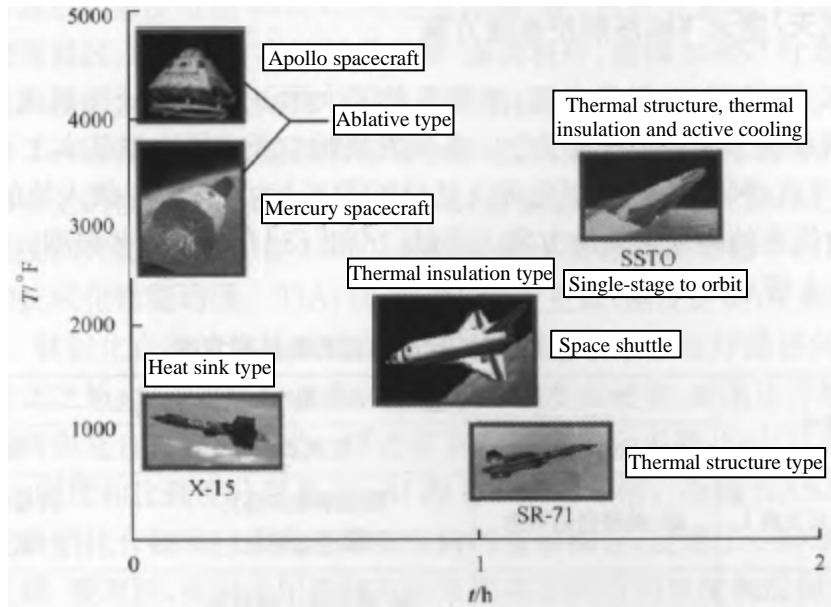 5000
4000
3000
2000
1000
0
1
2
T/°F
t/h
Apollo spacecraft
Ablative type
Mercury spacecraft
Thermal structure, thermal
insulation and active cooling
SSTO
Single-stage to orbit
Thermal insulation type
Space shuttle
Heat sink type
X-15
Thermal structure type
SR-71